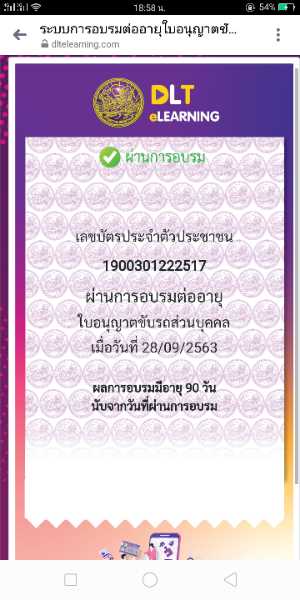 18:58 น.
54%
ระบบการอบรมต่ออายุใบอนุญาตขั...
dltelearning.com
DLT
eLEARNING
ผ่านการอบรม
เลขบัตรประจำตัวประชาชน
1900301222517
ผ่านการอบรมต่ออายุ
ใบอนุญาตขับรถส่วนบุคคล
เมื่อวันที่ 28/09/2563
ผลการอบรมมีอายุ 90 วัน
นับจากวันที่ผ่านการอบรม